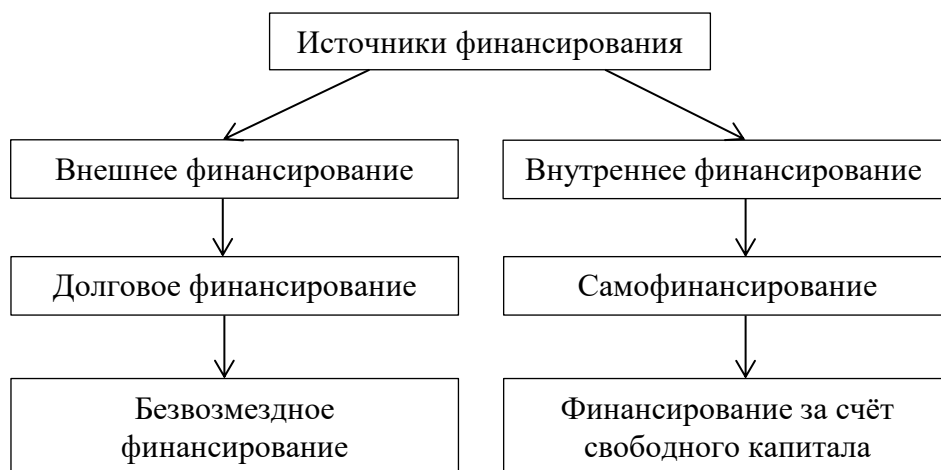 Источники финансирования
Внешнее финансирование
Внутреннее финансирование
Долговое финансирование
Самофинансирование
Безвозмездное
финансирование
Финансирование за счёт
свободного капитала